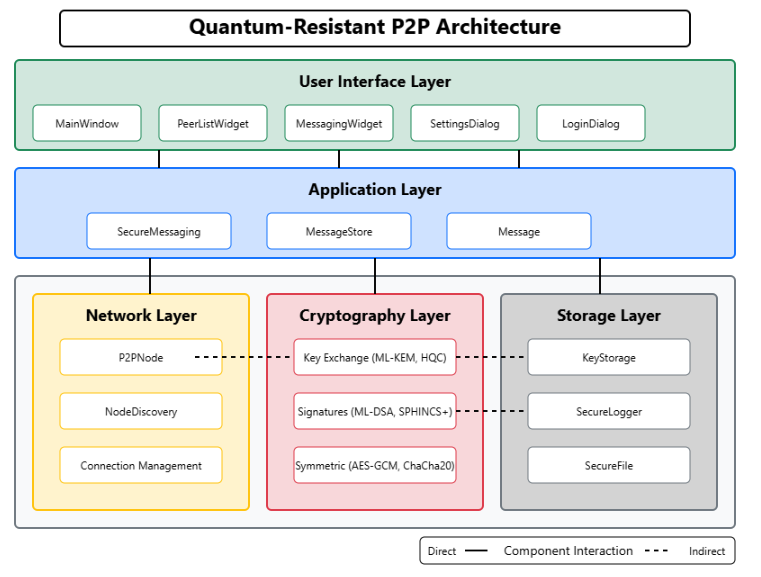 Quantum-Resistant P2P Architecture
User Interface Layer
MainWindow
PeerListWidget
MessagingWidget
SettingsDialog
LoginDialog
Application Layer
SecureMessaging
MessageStore
Message
Network Layer
P2PNode
NodeDiscovery
Connection Management
Cryptography Layer
Key Exchange (ML-KEM, HQC)
Signatures (ML-DSA, SPHINCS+)
Symmetric (AES-GCM, ChaCha20)
Storage Layer
KeyStorage
SecureLogger
SecureFile
Direct Component Interaction Indirect